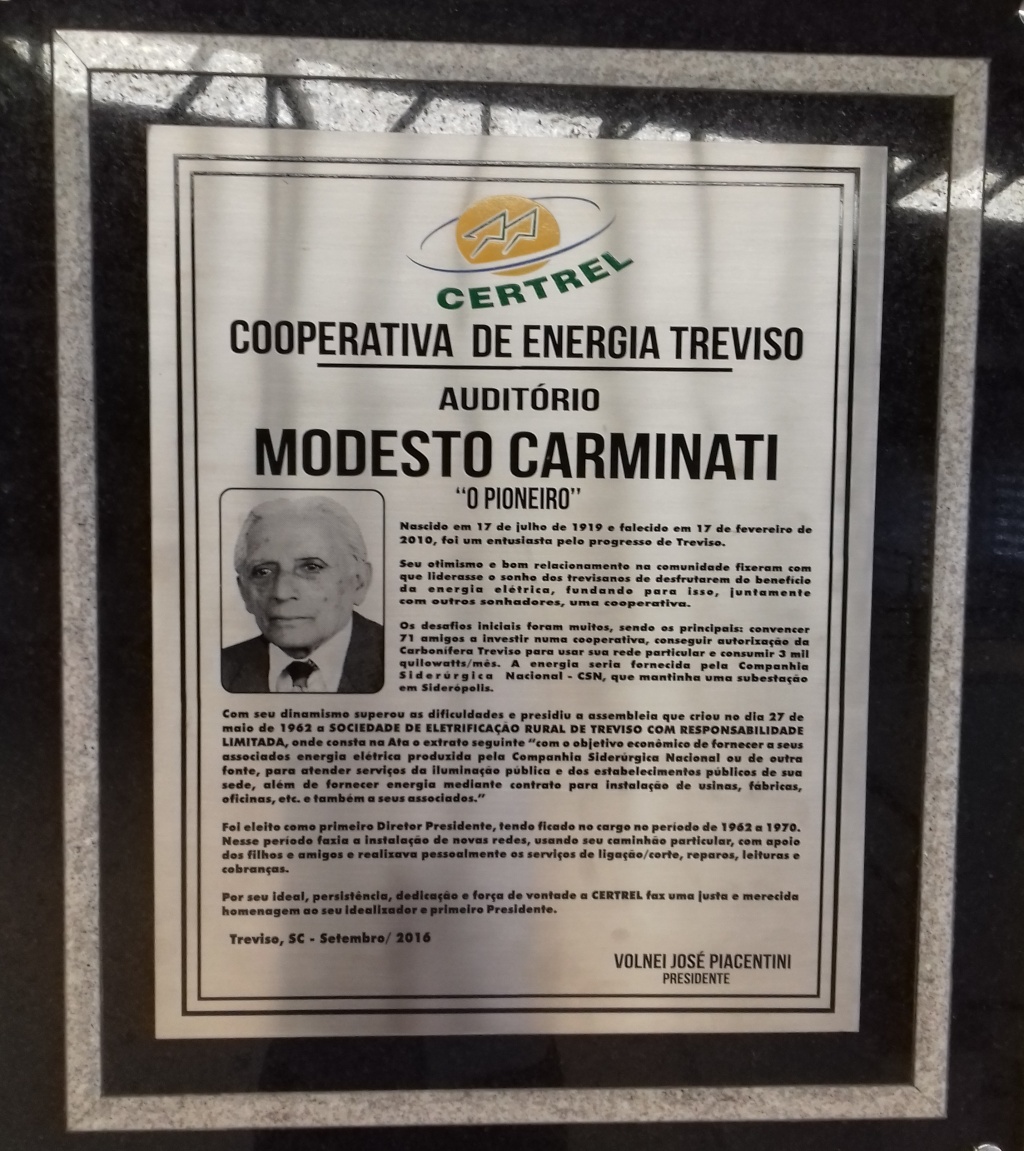 CERTREL
COOPERATIVA DE ENERGIA TREVISO
AUDITÓRIO
MODESTO CARMINATI
"O PIONEIRO"
Nascido em 17 de julho de 1919 e falecido em 17 de fevereiro de
2010, foi um entusiasta pelo progresso de Treviso.
Seu otimismo e bom relacionamento na comunidade fizeram com
que liderasse o sonho dos trevisanos de desfrutarem do benefício
da energia elétrica, fundando para isso, juntamente
com outros sonhadores, uma cooperativa.
Os desafios iniciais foram muitos, sendo os principais: convencer
71 amigos a investir numa cooperativa, conseguir autorização da
Carbonífera Treviso para usar sua rede particular e consumir 3 mil
quilowatts/mês. A energia seria fornecida pela Companhia
Siderúrgica Nacional - CSN, que mantinha uma subestação
em Siderópolis.
Com seu dinamismo superou as dificuldades e presidiu a assembleia que criou no dia 27 de
maio de 1962 a SOCIEDADE DE ELETRIFICAÇÃO RURAL DE TREVISO COM RESPONSABILIDADE
LIMITADA, onde consta na Ata o extrato seguinte "com o objetivo econômico de fornecer a seus
associados energia elétrica produzida pela Companhia Siderúrgica Nacional ou de outra
fonte, para atender serviços da iluminação pública e dos estabelecimentos públicos de sua
sede, além de fornecer energia mediante contrato para instalação de usinas, fábricas,
oficinas, etc. e também a seus associados."
Foi eleito como primeiro Diretor Presidente, tendo ficado no cargo no período de 1962 a 1970.
Nesse período fazia a instalação de novas redes, usando seu caminhão particular, com apoio
dos filhos e amigos e realizava pessoalmente os serviços de ligação/corte, reparos, leituras e
cobranças.
Por seu ideal, persistência, dedicação e força de vontade a CERTREL faz uma justa e merecida
homenagem ao seu idealizador e primeiro Presidente.
Treviso, SC - Setembro/ 2016
VOLNEI JOSÉ PIACENTINI
PRESIDENTE